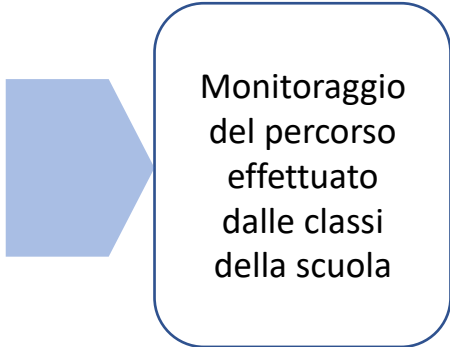 Monitoraggio
del percorso
effettuato
dalle classi
della scuola